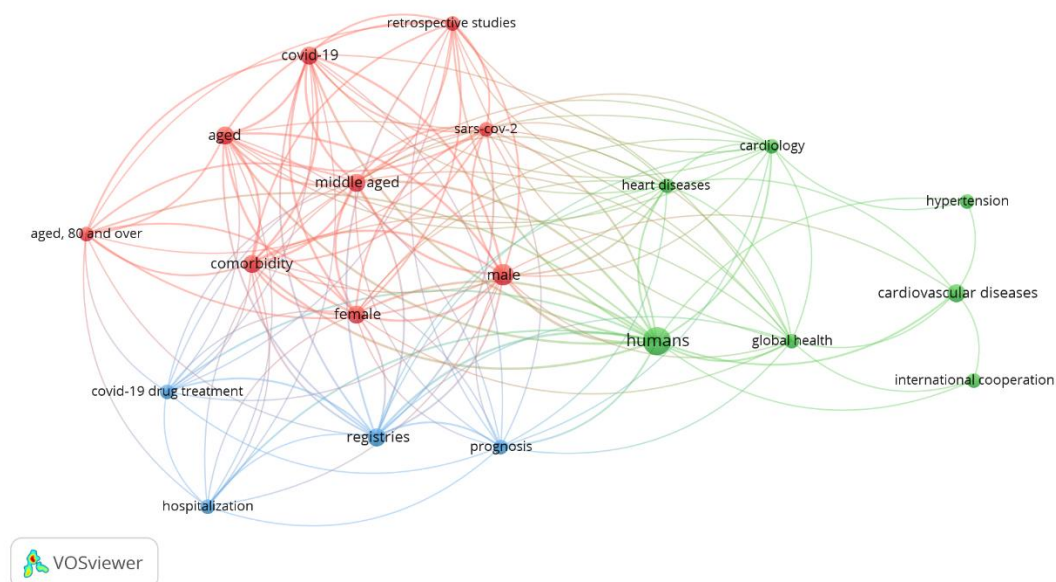 retrospective studies
covid-19
sars-cov-2
aged
cardiology
middle aged
heart diseases
hypertension
aged, 80 and over
comorbidity
male
cardiovascular diseases
female
humans
global health
international cooperation
covid-19 drug treatment
registries
prognosis
hospitalization
VOSviewer